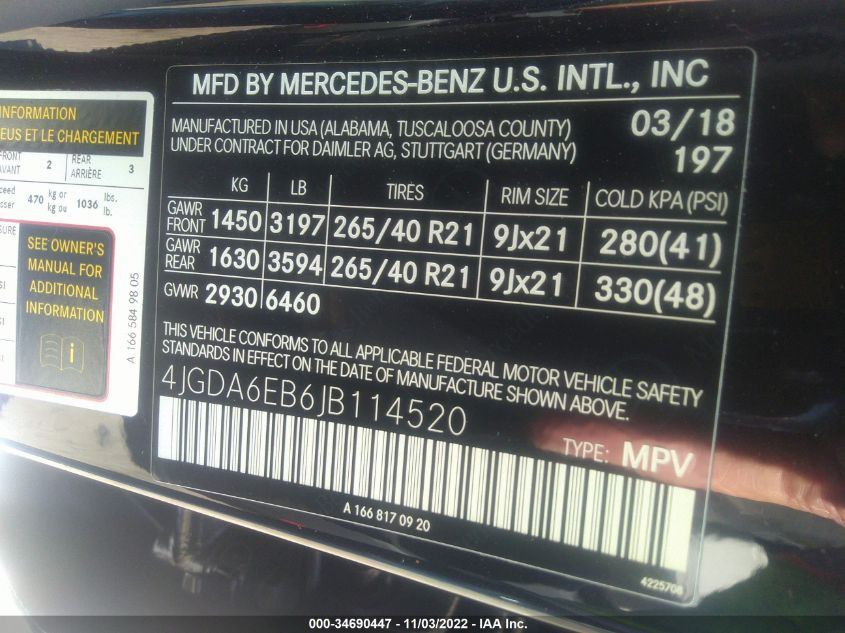 INFORMATION
EUS ET LE CHARGEMENT
FRONT 2 REAR 3
AVANT ARRIÈRE
470 kg or 1036 lbs.
kg ou lb.
SEE OWNER'S
MANUAL FOR
ADDITIONAL
INFORMATION
A 166 584 98 05
MFD BY MERCEDES-BENZ U.S. INTL., INC
MANUFACTURED IN USA (ALABAMA, TUSCALOOSA COUNTY) 03/18
UNDER CONTRACT FOR DAIMLER AG, STUTTGART (GERMANY) 197
KG LB TIRES RIM SIZE COLD KPA (PSI)
GAWR FRONT 1450 3197 265/40 R21 9Jx21 280(41)
GAWR REAR 1630 3594 265/40 R21 9Jx21 330(48)
GVWR 2930 6460
THIS VEHICLE CONFORMS TO ALL APPLICABLE FEDERAL MOTOR VEHICLE SAFETY
STANDARDS IN EFFECT ON THE DATE OF MANUFACTURE SHOWN ABOVE.
4JGDA6EB6JB114520
TYPE: MPV
A 166 817 09 20
4225708
000-34690447 - 11/03/2022 - IAA Inc.